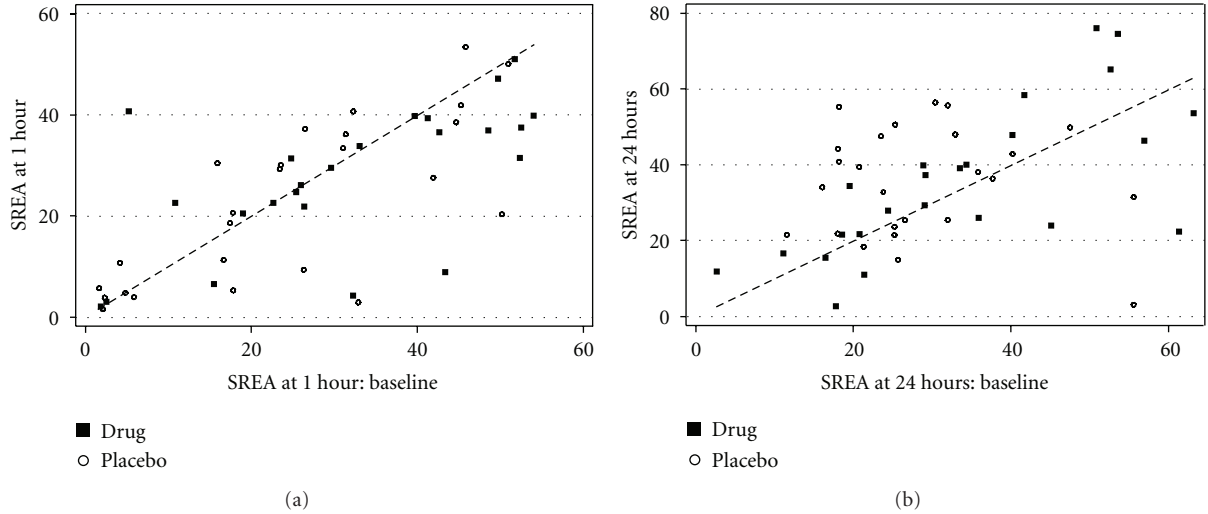 60
40
20
0
SREA at 1 hour
0 20 40 60
SREA at 1 hour: baseline
Drug
Placebo
(a)
80
60
40
20
0
SREA at 24 hours
0 20 40 60
SREA at 24 hours: baseline
Drug
Placebo
(b)